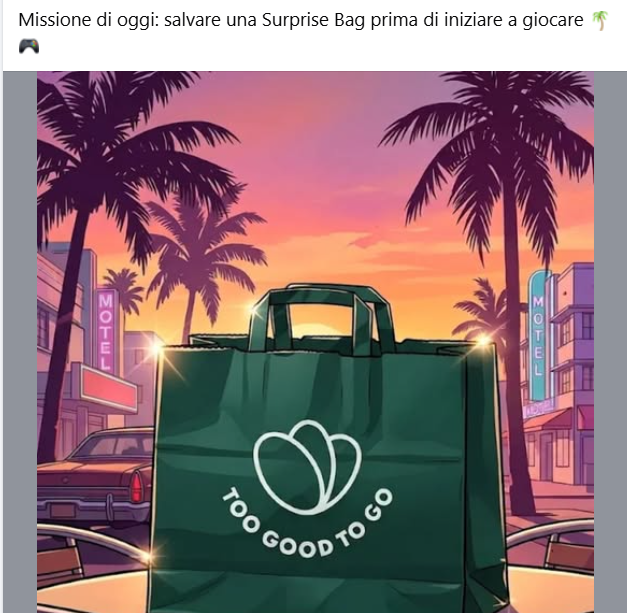 Missione di oggi: salvare una Surprise Bag prima di iniziare a giocare 🌴
🎮
MOTEL
MOTEL
TOO GOOD TO GO